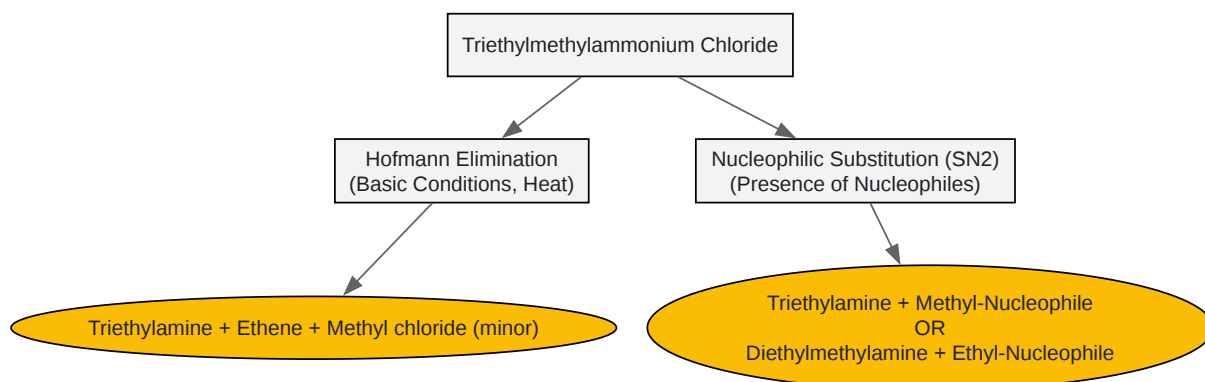 Triethylmethylammonium Chloride
Hofmann Elimination
(Basic Conditions, Heat)
Nucleophilic Substitution (SN2)
(Presence of Nucleophiles)
Triethylamine + Ethene + Methyl chloride (minor)
Triethylamine + Methyl-Nucleophile
OR
Diethylmethylamine + Ethyl-Nucleophile